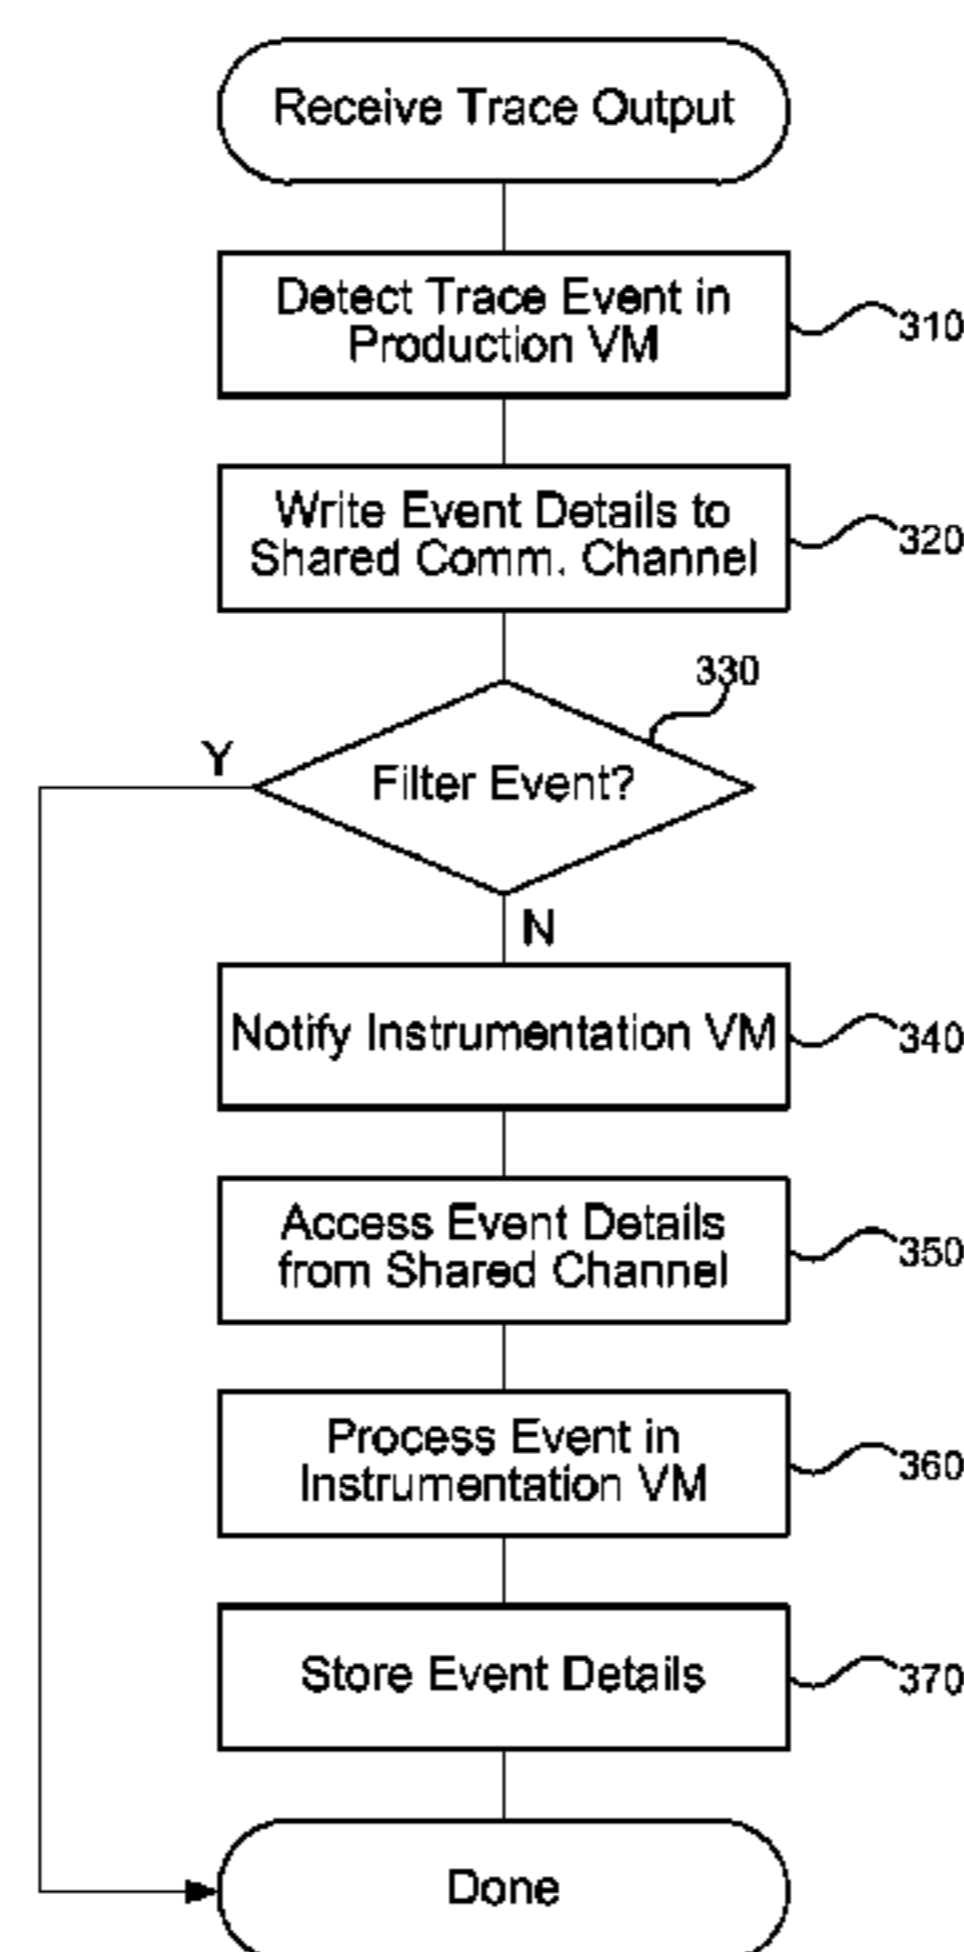 Receive Trace Output
Detect Trace Event in
Production VM
310
Write Event Details to
Shared Comm. Channel
320
330
Y
Filter Event?
N
Notify Instrumentation VM
340
Access Event Details
from Shared Channel
350
Process Event in
Instrumentation VM
360
Store Event Details
370
Done